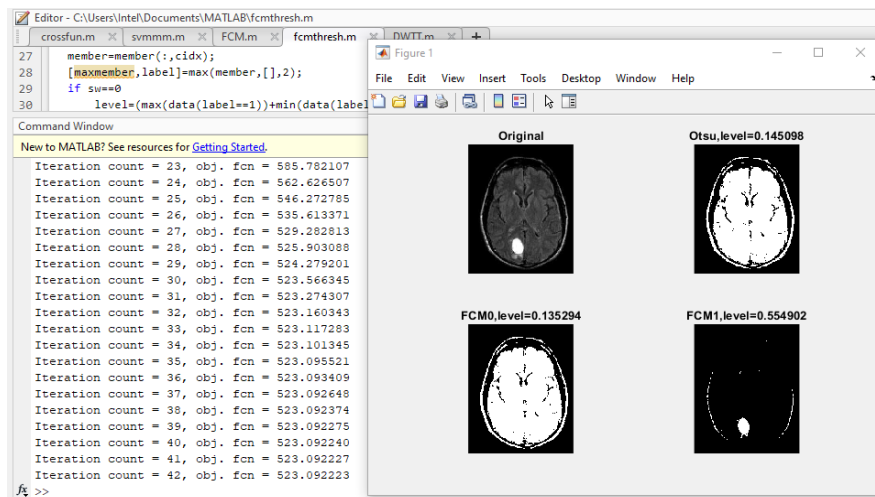 Editor - C:\Users\Intel\Documents\MATLAB\fcmthresh.m
crossfun.m svmmm.m FCM.m fcmthresh.m DWTT.m
27 member=member(:,cidx);
28 [maxmember,label]=max(member,[],2);
29 if sw==0
30 level=(max(data(label==1))+min(data(labe
Command Window
New to MATLAB? See resources for Getting Started.
Iteration count = 23, obj. fcn = 585.782107
Iteration count = 24, obj. fcn = 562.626507
Iteration count = 25, obj. fcn = 546.272785
Iteration count = 26, obj. fcn = 535.613371
Iteration count = 27, obj. fcn = 529.282813
Iteration count = 28, obj. fcn = 525.903088
Iteration count = 29, obj. fcn = 524.279201
Iteration count = 30, obj. fcn = 523.566345
Iteration count = 31, obj. fcn = 523.274307
Iteration count = 32, obj. fcn = 523.160343
Iteration count = 33, obj. fcn = 523.117283
Iteration count = 34, obj. fcn = 523.101345
Iteration count = 35, obj. fcn = 523.095521
Iteration count = 36, obj. fcn = 523.093409
Iteration count = 37, obj. fcn = 523.092648
Iteration count = 38, obj. fcn = 523.092374
Iteration count = 39, obj. fcn = 523.092275
Iteration count = 40, obj. fcn = 523.092240
Iteration count = 41, obj. fcn = 523.092227
Iteration count = 42, obj. fcn = 523.092223
fx >>
Figure 1
File Edit View Insert Tools Desktop Window Help
Original
Otsu,level=0.145098
FCM0,level=0.135294
FCM1,level=0.554902